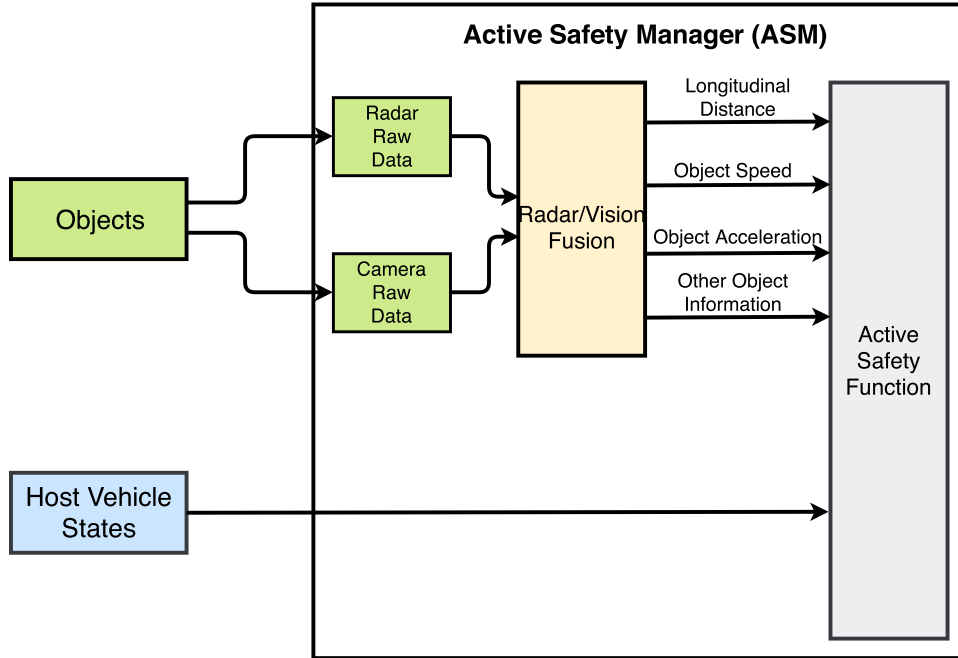 Active Safety Manager (ASM)
Radar
Raw
Data
Objects
Camera
Raw
Data
Radar/Vision
Fusion
Longitudinal
Distance
Object Speed
Object Acceleration
Other Object
Information
Active
Safety
Function
Host Vehicle
States